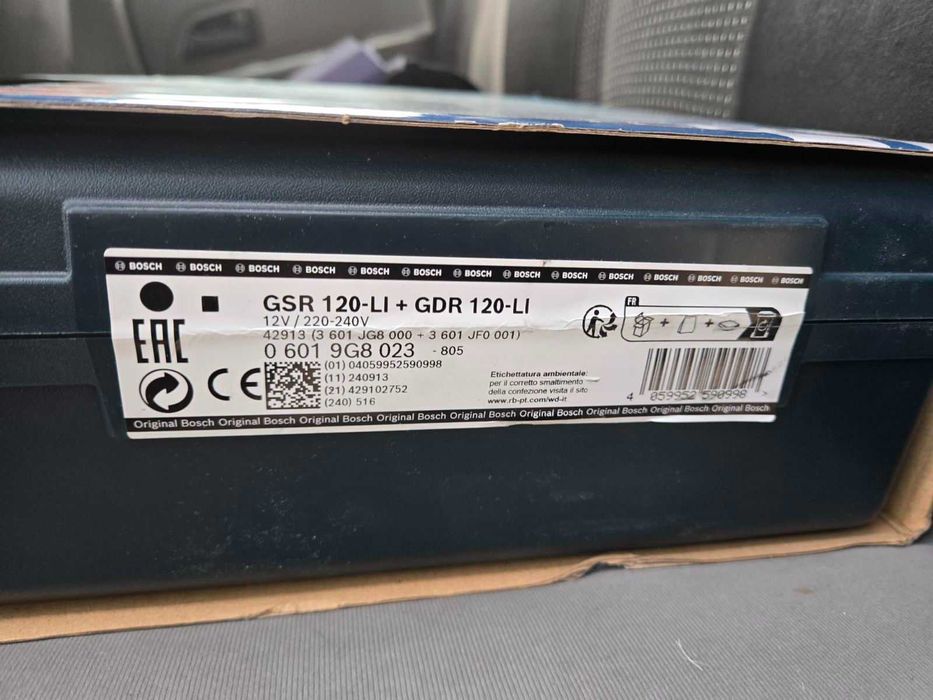 BOSCH BOSCH BOSCH BOSCH BOSCH BOSCH BOSCH BOSCH BOSCH BOSCH BOSCH BOSCH BOSCH
GSR 120-LI + GDR 120-LI
12V / 220-240V
42913 (3 601 JG8 000 + 3 601 JF0 001)
0 601 9G8 023 - 805
EAC
CE
(01) 04059952590998
(11) 240913
(21) 429102752
(240) 516
Etichettatura ambientale:
per il corretto smaltimento
della confezione visita il sito
www.rb-pt.com/wd-it
FR
4 059952 590998 >
Original Bosch Original Bosch Original Bosch Original Bosch Original Bosch Original Bosch Original Bosch Original Bosch Original Bosch